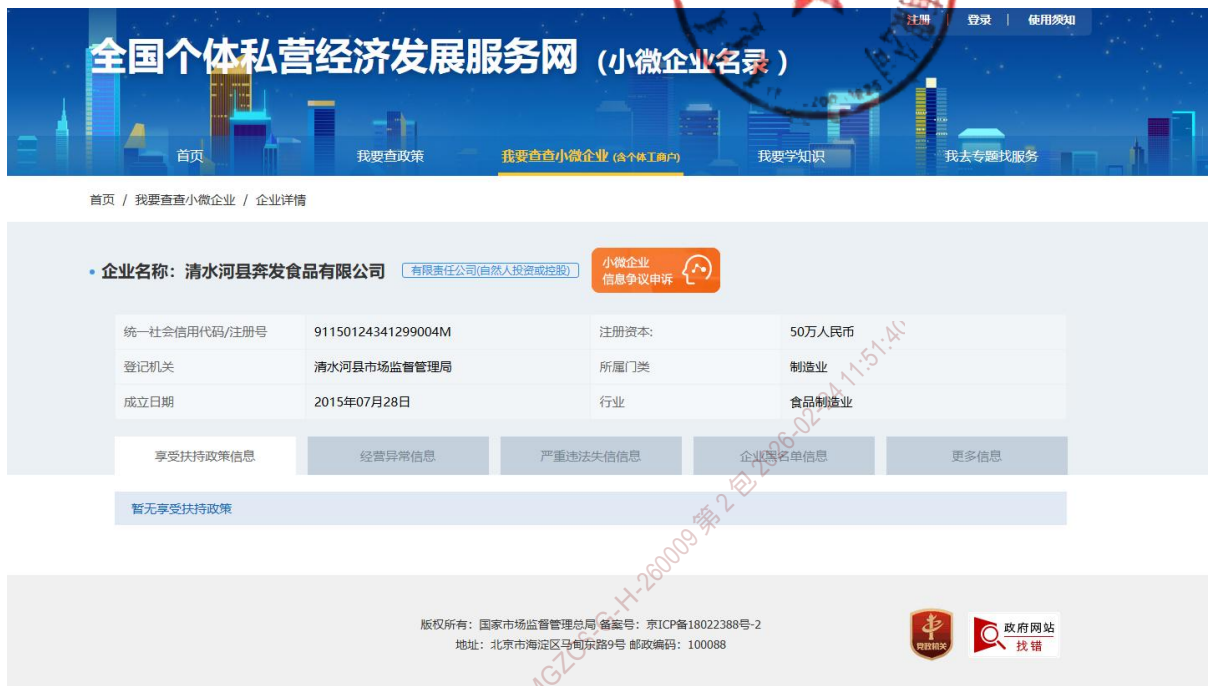 注册 | 登录 | 使用须知
全国个体私营经济发展服务网（小微企业名录）
首页 我要查政策 我要查查小微企业 (含个体工商户) 我要学知识 我去专题找服务
首页 / 我要查查小微企业 / 企业详情
企业名称：清水河县奔发食品有限公司 有限责任公司(自然人投资或控股) 小微企业
信息争议申诉
统一社会信用代码/注册号 91150124341299004M 注册资本: 50万人民币
登记机关 清水河县市场监督管理局 所属门类 制造业
成立日期 2015年07月28日 行业 食品制造业
享受扶持政策信息 经营异常信息 严重违法失信信息 企业黑名单信息 更多信息
暂无享受扶持政策
版权所有：国家市场监督管理总局 备案号：京ICP备18022388号-2
地址：北京市海淀区马甸东路9号 邮政编码：100088
党政机关
政府网站
找错
MGZCS-G-H-260009 第 2 包 2026-02-24 11:51:40